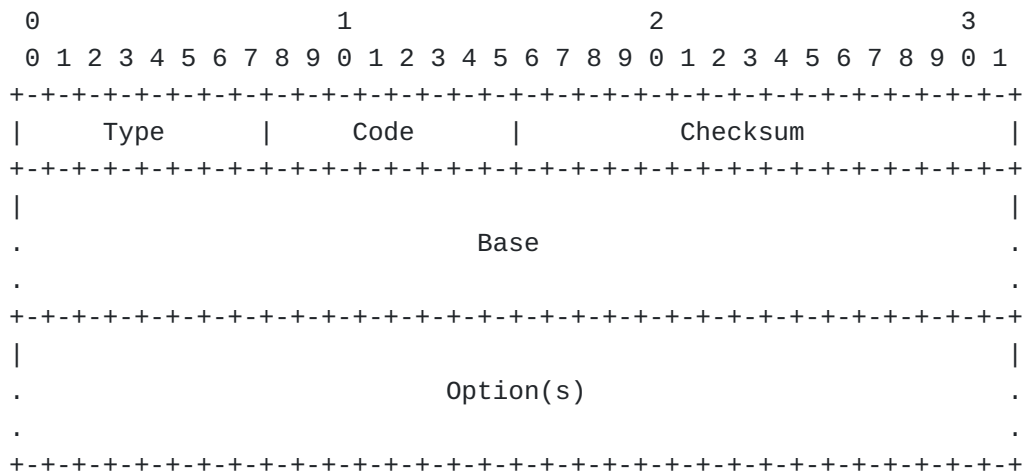 0                   1                   2                   3
 0 1 2 3 4 5 6 7 8 9 0 1 2 3 4 5 6 7 8 9 0 1 2 3 4 5 6 7 8 9 0 1
+-+-+-+-+-+-+-+-+-+-+-+-+-+-+-+-+-+-+-+-+-+-+-+-+-+-+-+-+-+-+-+-+
|     Type      |     Code      |          Checksum             |
+-+-+-+-+-+-+-+-+-+-+-+-+-+-+-+-+-+-+-+-+-+-+-+-+-+-+-+-+-+-+-+-+
|                                                               |
.                             Base                              .
.                                                               .
+-+-+-+-+-+-+-+-+-+-+-+-+-+-+-+-+-+-+-+-+-+-+-+-+-+-+-+-+-+-+-+-+
|                                                               |
.                           Option(s)                           .
.                                                               .
+-+-+-+-+-+-+-+-+-+-+-+-+-+-+-+-+-+-+-+-+-+-+-+-+-+-+-+-+-+-+-+-+